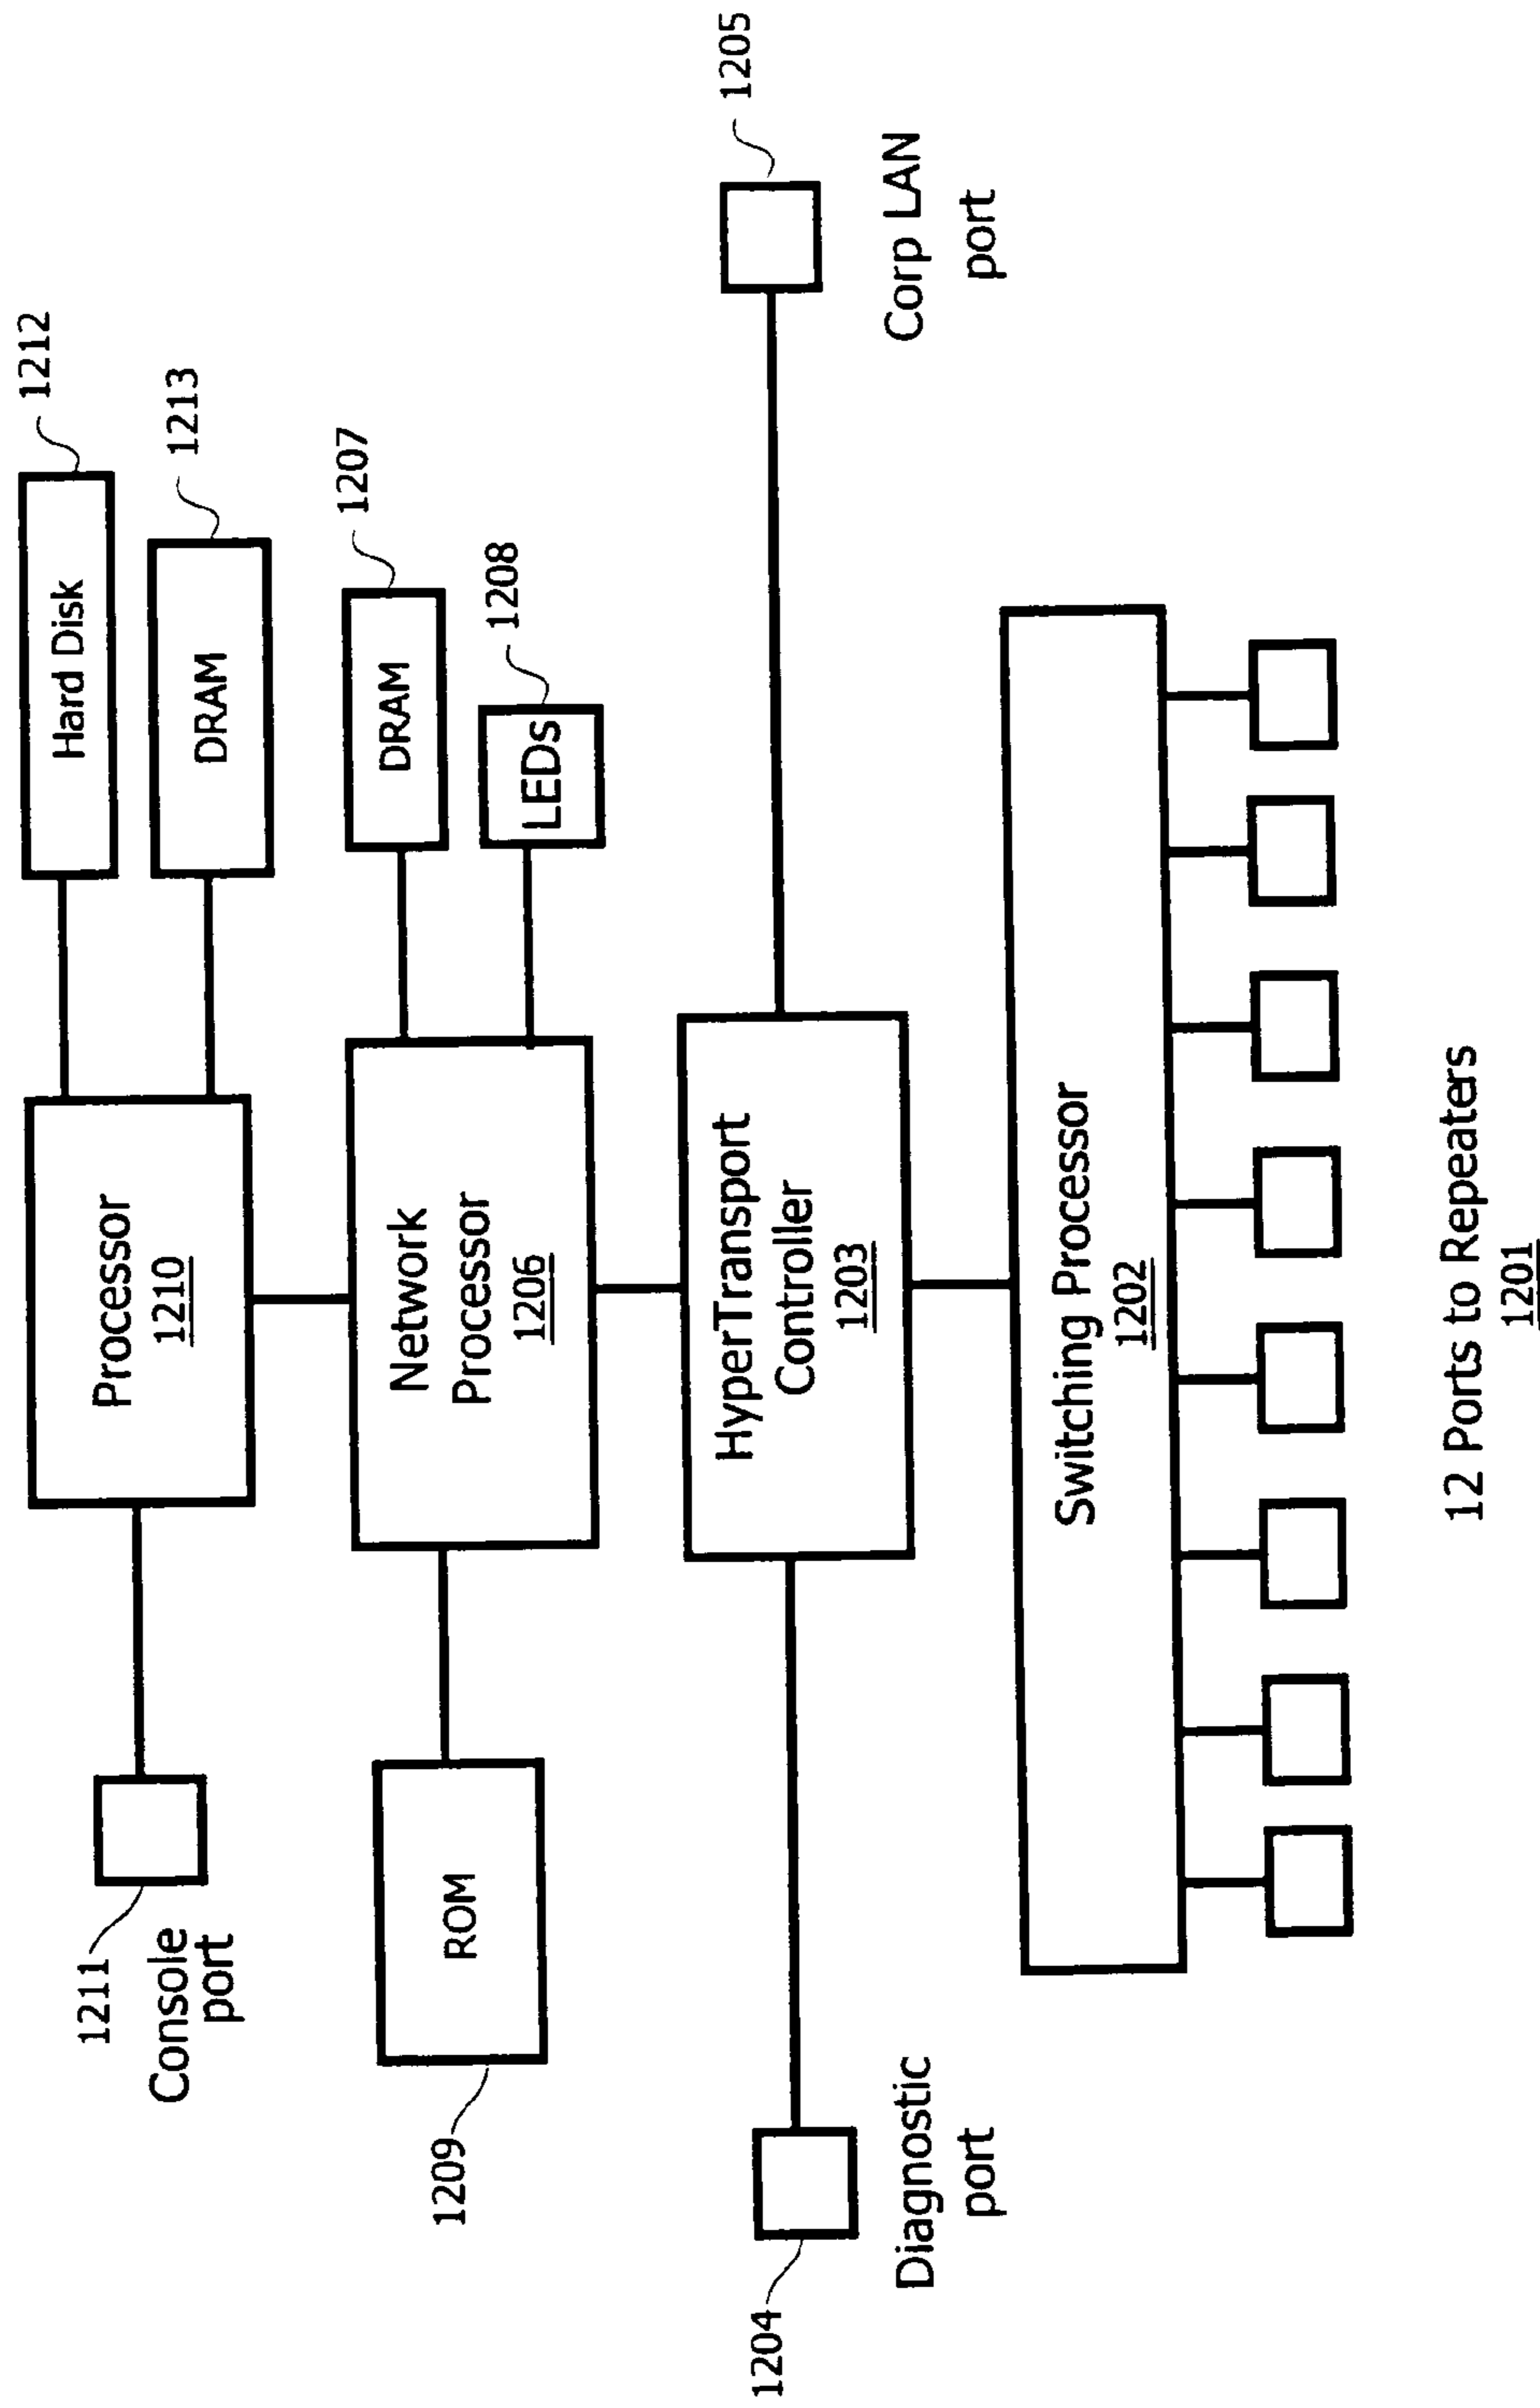 1212
Hard Disk
1213
DRAM
1211
Console
port
Processor
1210
1207
DRAM
1208
LEDs
1209
ROM
Network
Processor
1206
1205
Corp LAN
port
HyperTransport
Controller
1203
1204
Diagnostic
port
Switching Processor
1202
12 Ports to Repeaters
1201